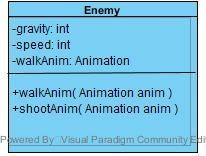 Enemy
-gravity: int
-speed: int
-walkAnim: Animation
+walkAnim( Animation anim )
+shootAnim( Animation anim )
Powered By Visual Paradigm Community Edi